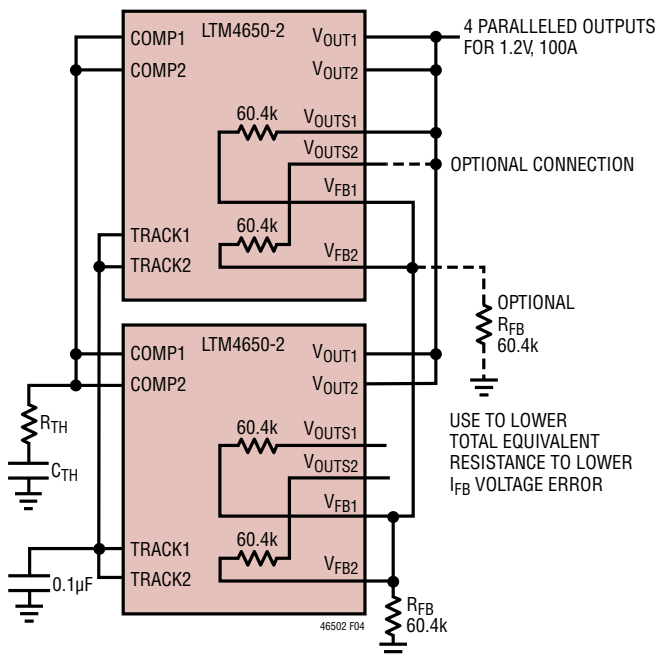 4 PARALLELED OUTPUTS
FOR 1.2V, 100A
COMP1
LTM4650-2
VOUT1
COMP2
VOUT2
60.4k
VOUTS1
VOUTS2
OPTIONAL CONNECTION
VFB1
60.4k
TRACK1
VFB2
TRACK2
OPTIONAL
RFB
60.4k
COMP1
LTM4650-2
VOUT1
COMP2
VOUT2
RTH
CTH
60.4k
VOUTS1
VOUTS2
USE TO LOWER
TOTAL EQUIVALENT
RESISTANCE TO LOWER
IFB VOLTAGE ERROR
VFB1
60.4k
TRACK1
VFB2
TRACK2
0.1µF
RFB
60.4k
46502 F04